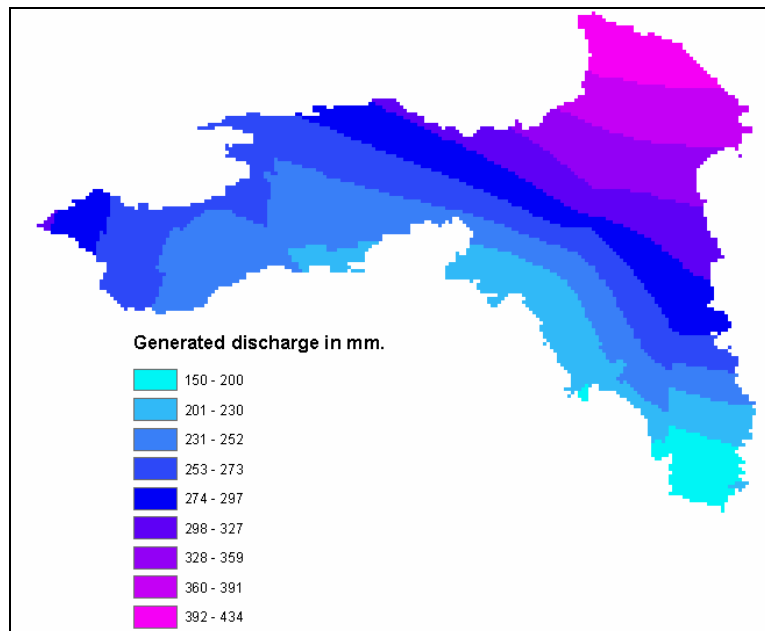 Generated discharge in mm.
150 - 200
201 - 230
231 - 252
253 - 273
274 - 297
298 - 327
328 - 359
360 - 391
392 - 434